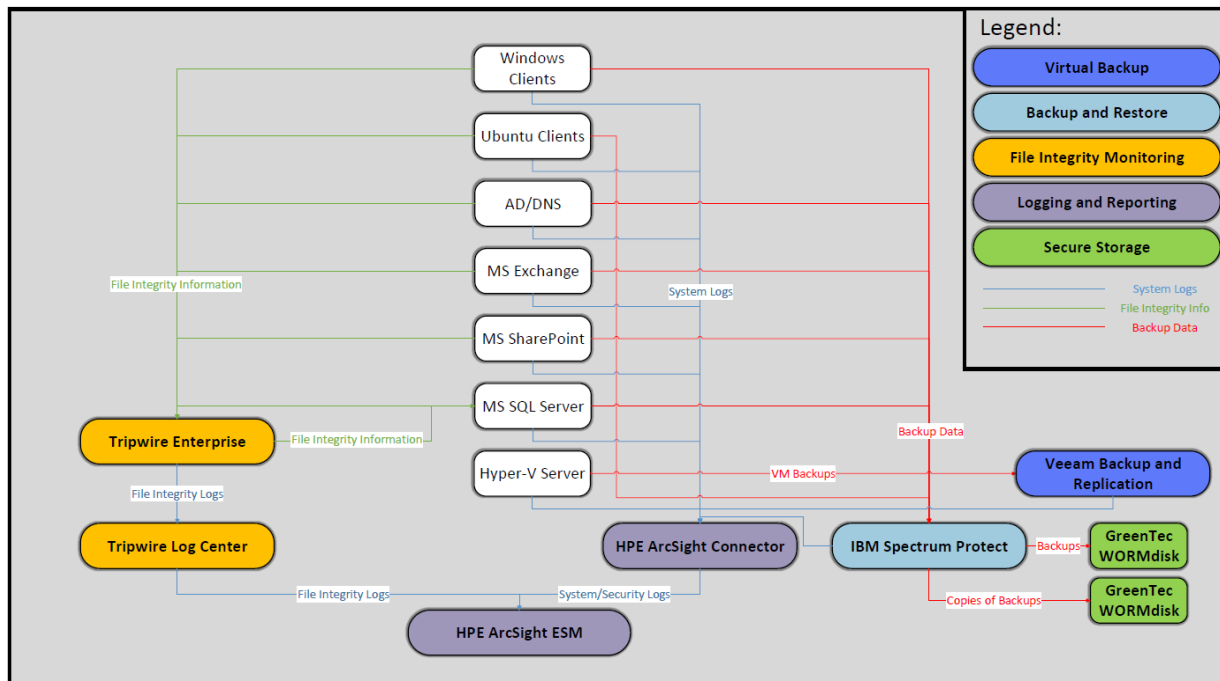 Legend:
Virtual Backup
Backup and Restore
File Integrity Monitoring
Logging and Reporting
Secure Storage
System Logs
File Integrity Info
Backup Data
Windows
Clients
Ubuntu Clients
AD/DNS
MS Exchange
File Integrity Information
System Logs
MS SharePoint
MS SQL Server
Tripwire Enterprise
File Integrity Information
Backup Data
Hyper-V Server
VM Backups
Veeam Backup and
Replication
File Integrity Logs
Tripwire Log Center
HPE ArcSight Connector
IBM Spectrum Protect
Backups
GreenTec
WORMdisk
File Integrity Logs
System/Security Logs
Copies of Backups
GreenTec
WORMdisk
HPE ArcSight ESM